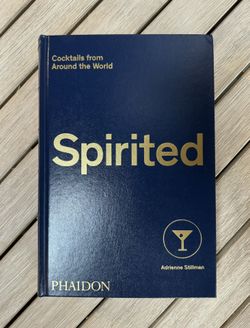 Cocktails from
Around the World
Spirited
Adrienne Stillman
PHAIDON